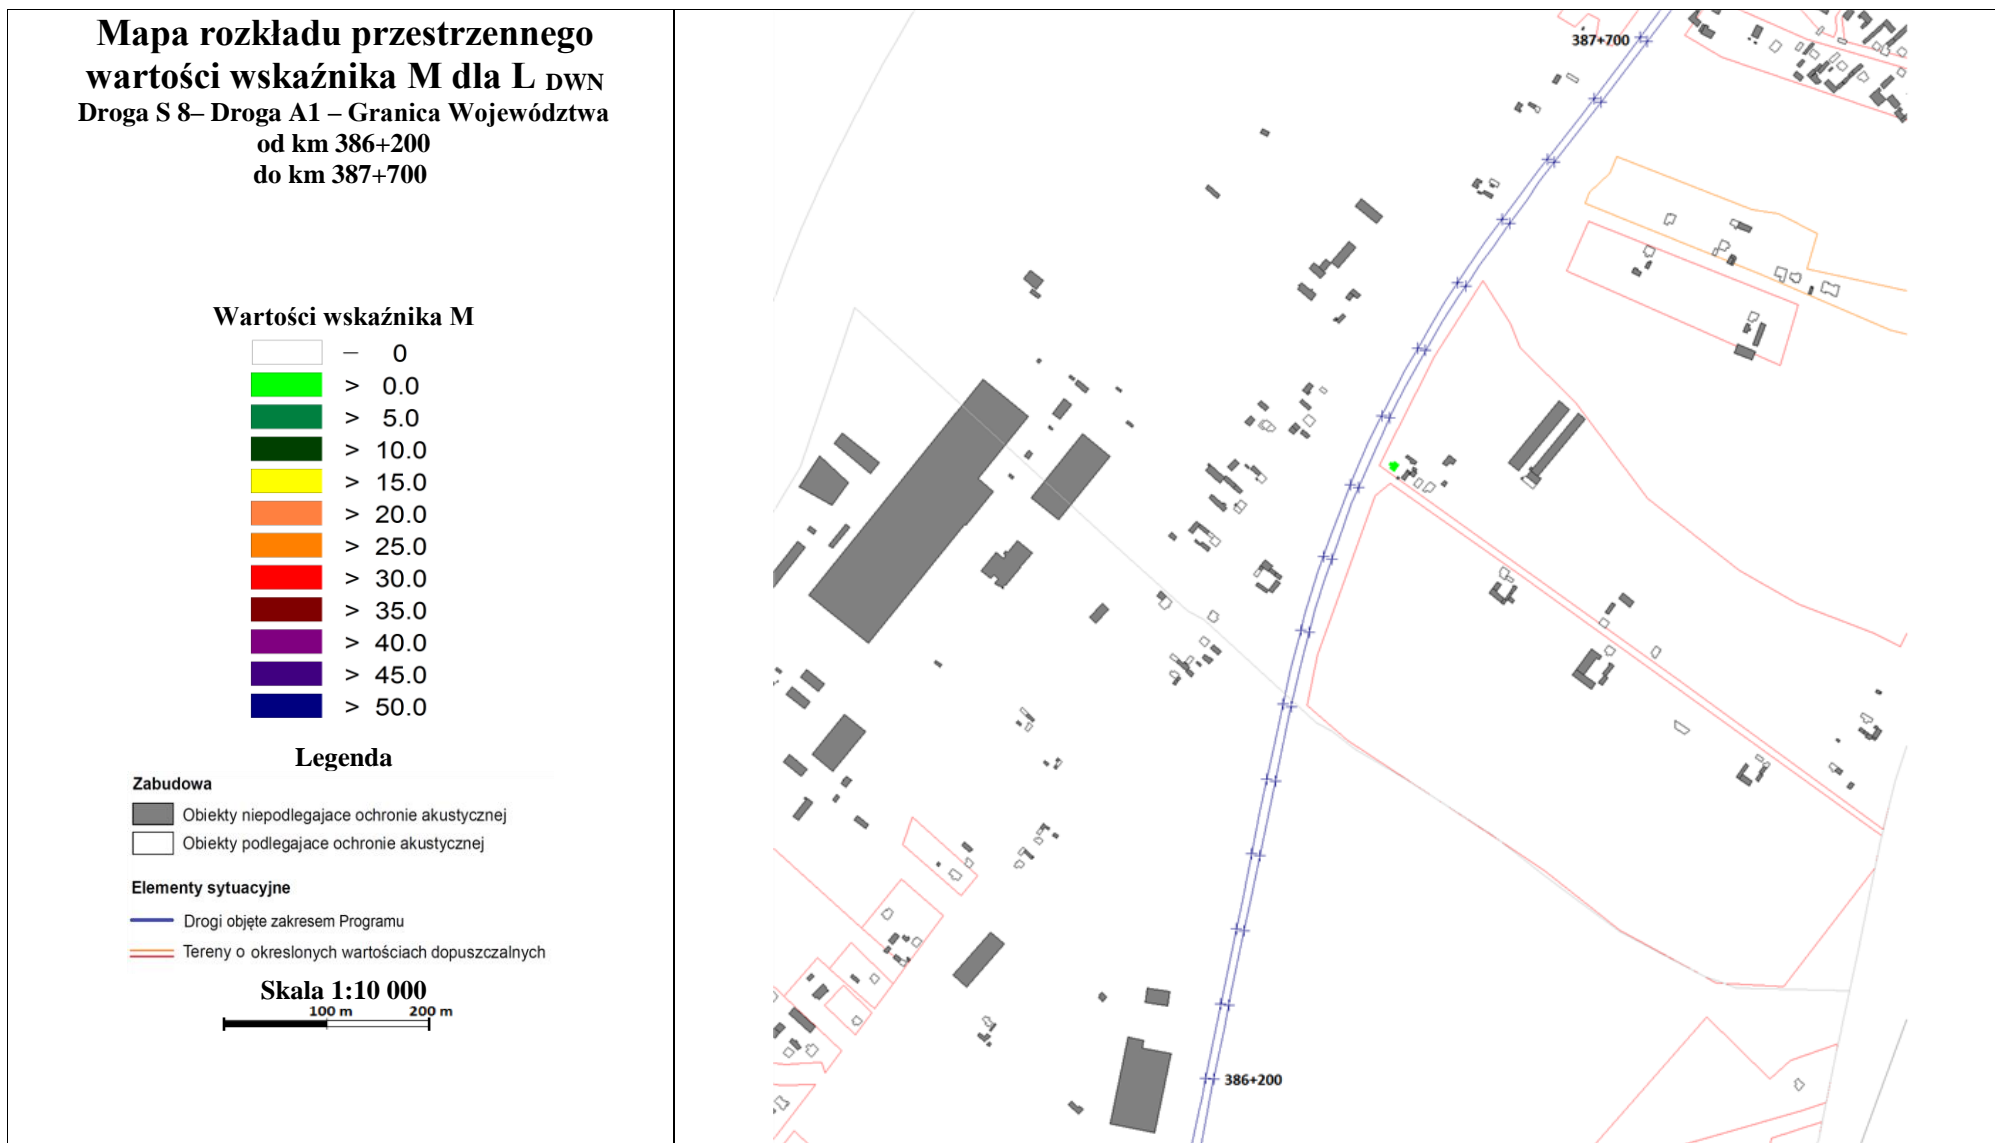 Mapa rozkładu przestrzennego
wartości wskaźnika M dla L DWN
Droga S 8– Droga A1 – Granica Województwa
od km 386+200
do km 387+700
Wartości wskaźnika M
– 0
> 0.0
> 5.0
> 10.0
> 15.0
> 20.0
> 25.0
> 30.0
> 35.0
> 40.0
> 45.0
> 50.0
Legenda
Zabudowa
Obiekty niepodlegajace ochronie akustycznej
Obiekty podlegajace ochronie akustycznej
Elementy sytuacyjne
Drogi objęte zakresem Programu
Tereny o okreslonych wartościach dopuszczalnych
Skala 1:10 000
100 m 200 m
387+700
386+200